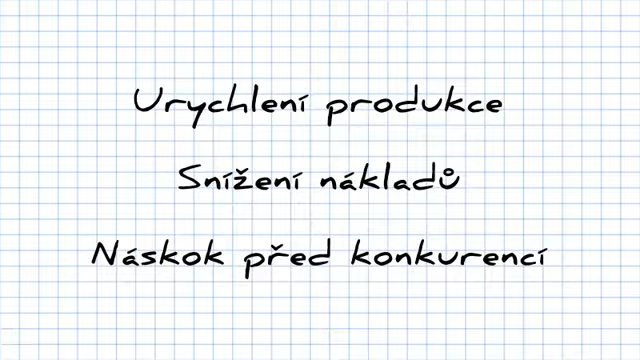 Urychlení produkce
Snížení nákladů
Náskok před konkurencí